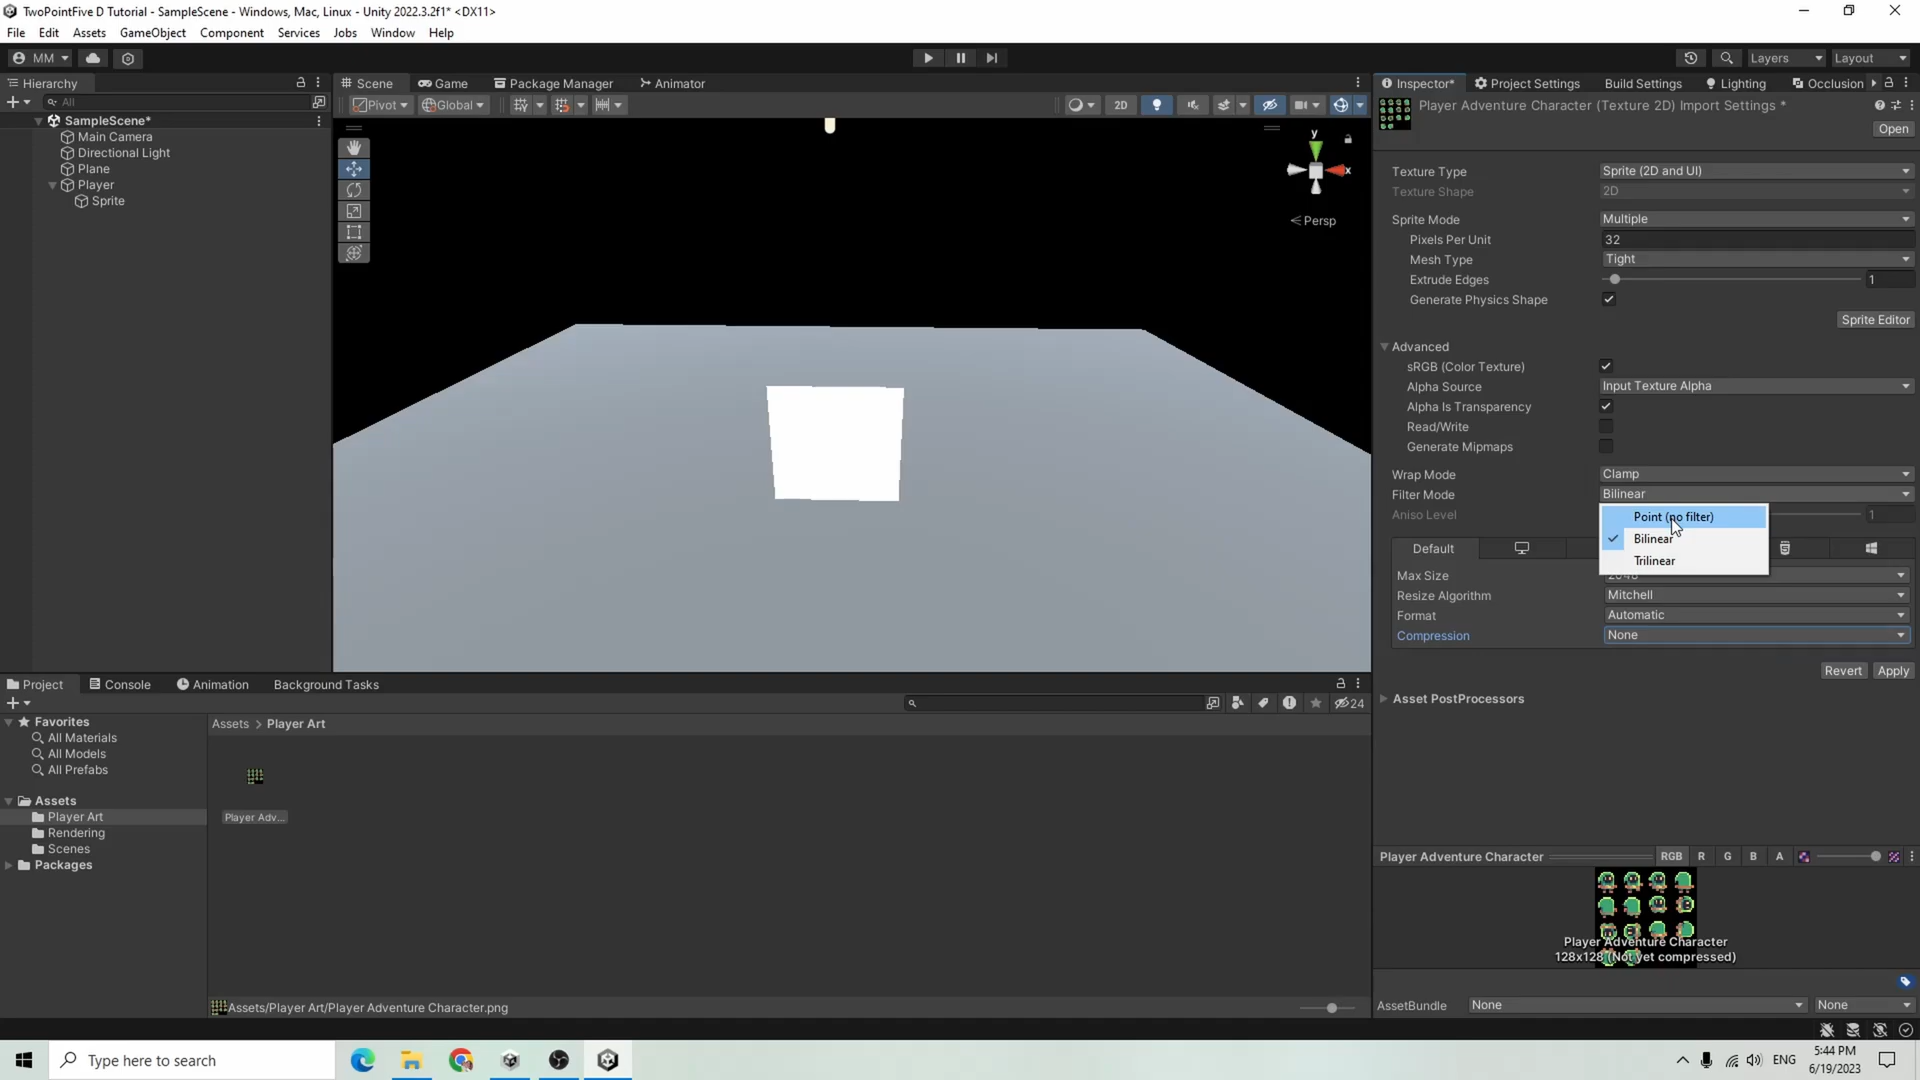 TwoPointFive D Tutorial - SampleScene - Windows, Mac, Linux - Unity 2022.3.2f1* <DX11>
File Edit Assets GameObject Component Services Jobs Window Help
MM
Layers
Layout
Hierarchy
All
SampleScene*
Main Camera
Directional Light
Plane
Player
Sprite
Scene Game Package Manager Animator
Pivot Global
2D
y
x
Persp
Inspector* Project Settings Build Settings Lighting Occlusion
Player Adventure Character (Texture 2D) Import Settings *
Open
Texture Type Sprite (2D and UI)
Texture Shape 2D
Sprite Mode Multiple
Pixels Per Unit 32
Mesh Type Tight
Extrude Edges 1
Generate Physics Shape
Sprite Editor
Advanced
sRGB (Color Texture)
Alpha Source Input Texture Alpha
Alpha Is Transparency
Read/Write
Generate Mipmaps
Wrap Mode Clamp
Filter Mode Bilinear
Aniso Level 1
Point (no filter)
Bilinear
Trilinear
Default
Max Size
Resize Algorithm Mitchell
Format Automatic
Compression None
Revert Apply
Asset PostProcessors
Player Adventure Character RGB R G B A
Player Adventure Character
128x128 (Not yet compressed)
AssetBundle None None
Project Console Animation Background Tasks
24
Favorites
All Materials
All Models
All Prefabs
Assets
Player Art
Rendering
Scenes
Packages
Assets > Player Art
Player Adv...
Assets/Player Art/Player Adventure Character.png
Type here to search
ENG
5:44 PM
6/19/2023